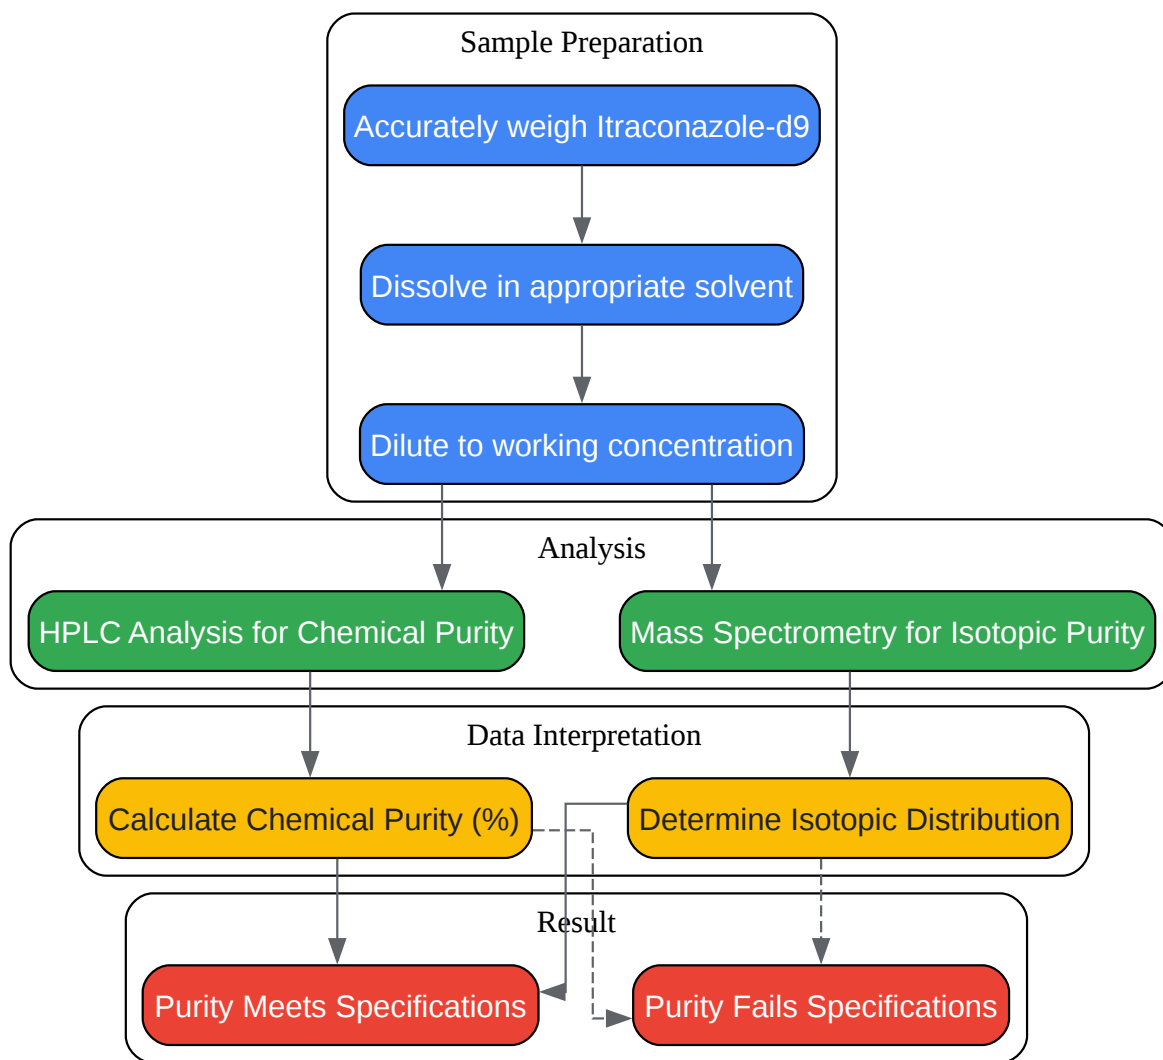 Sample Preparation
Accurately weigh Itraconazole-d9
Dissolve in appropriate solvent
Dilute to working concentration
Analysis
HPLC Analysis for Chemical Purity
Mass Spectrometry for Isotopic Purity
Data Interpretation
Calculate Chemical Purity (%)
Determine Isotopic Distribution
Result
Purity Meets Specifications
Purity Fails Specifications